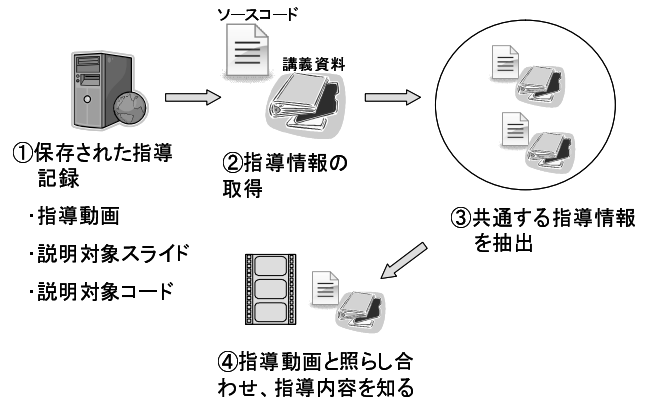 ソースコード
講義資料
①保存された指導
記録
・指導動画
・説明対象スライド
・説明対象コード
②指導情報の
取得
③共通する指導情報
を抽出
④指導動画と照らし合
わせ、指導内容を知る